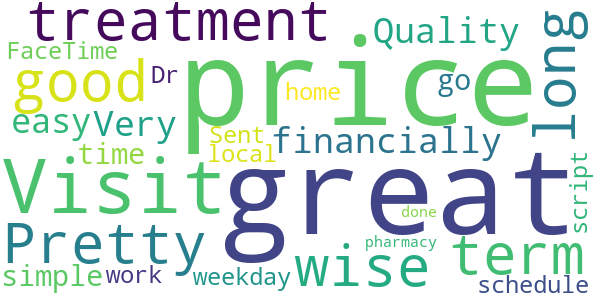 treatment
Quality
long
FaceTime
good
Dr
price
go
home
easy
Very
Sent
financially
time
local
script
Visit
great
done
Pretty
wise
pharmacy
term
simple
work
weekday
schedule